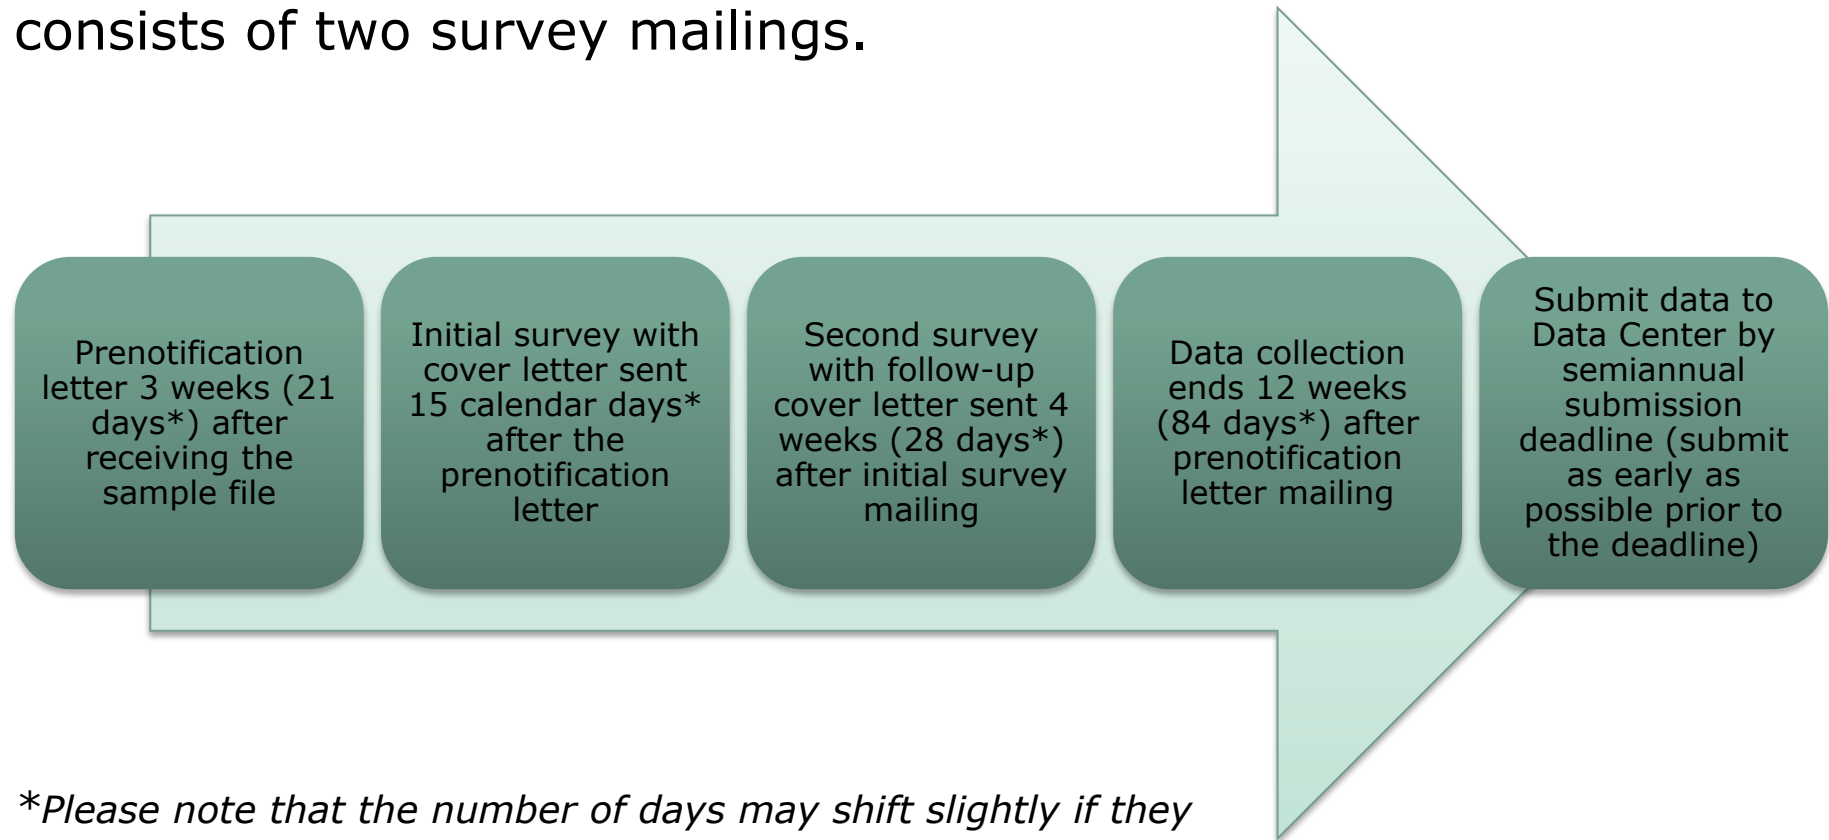 consists of two survey mailings.
Prenotification
letter 3 weeks (21
days*) after
receiving the
sample file
Initial survey with
cover letter sent
15 calendar days*
after the
prenotification
letter
Second survey
with follow-up
cover letter sent 4
weeks (28 days*)
after initial survey
mailing
Data collection
ends 12 weeks
(84 days*) after
prenotification
letter mailing
Submit data to
Data Center by
semiannual
submission
deadline (submit
as early as
possible prior to
the deadline)
*Please note that the number of days may shift slightly if they